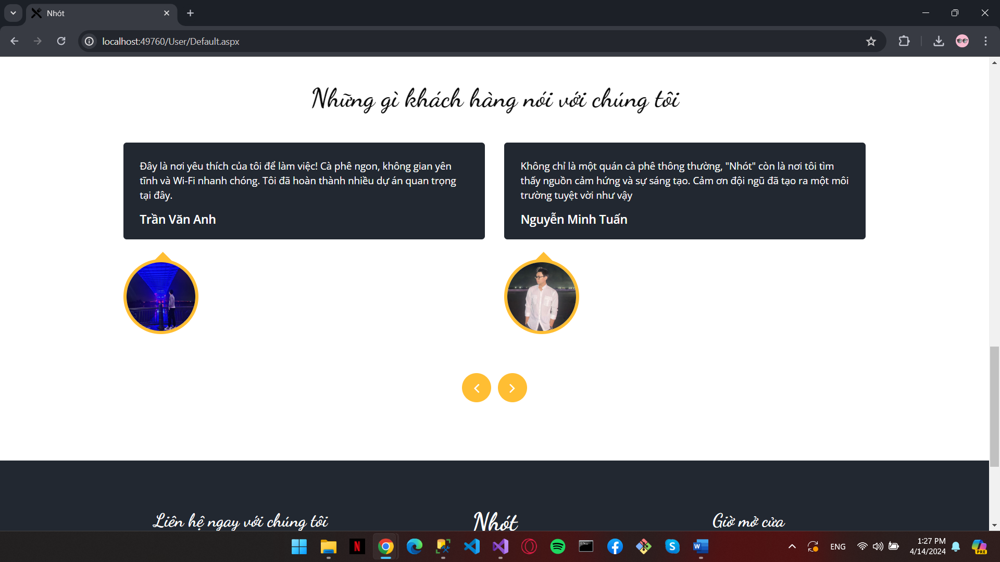 Nhót
localhost:49760/User/Default.aspx
Những gì khách hàng nói với chúng tôi
Đây là nơi yêu thích của tôi để làm việc! Cà phê ngon, không gian yên
tĩnh và Wi-Fi nhanh chóng. Tôi đã hoàn thành nhiều dự án quan trọng
tại đây.
Trần Văn Anh
Không chỉ là một quán cà phê thông thường, "Nhót" còn là nơi tôi tìm
thấy nguồn cảm hứng và sự sáng tạo. Cảm ơn đội ngũ đã tạo ra một môi
trường tuyệt vời như vậy
Nguyễn Minh Tuấn
Liên hệ ngay với chúng tôi
Nhót
Giờ mở cửa
ENG
1:27 PM
4/14/2024
PRE